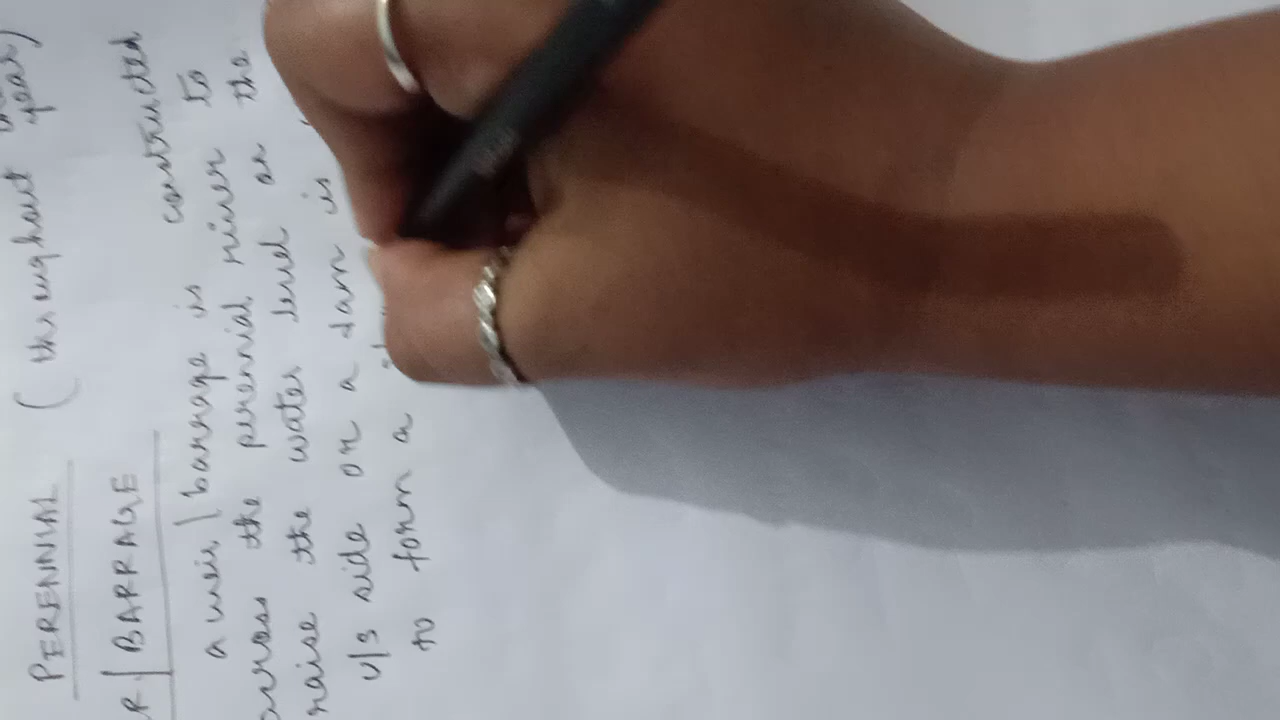 PERENNIAL (throughout year)
R / BARRAGE
a weir / barrage is constructed
across the perennial river to
raise the water level on the
u/s side or a dam is
to form a